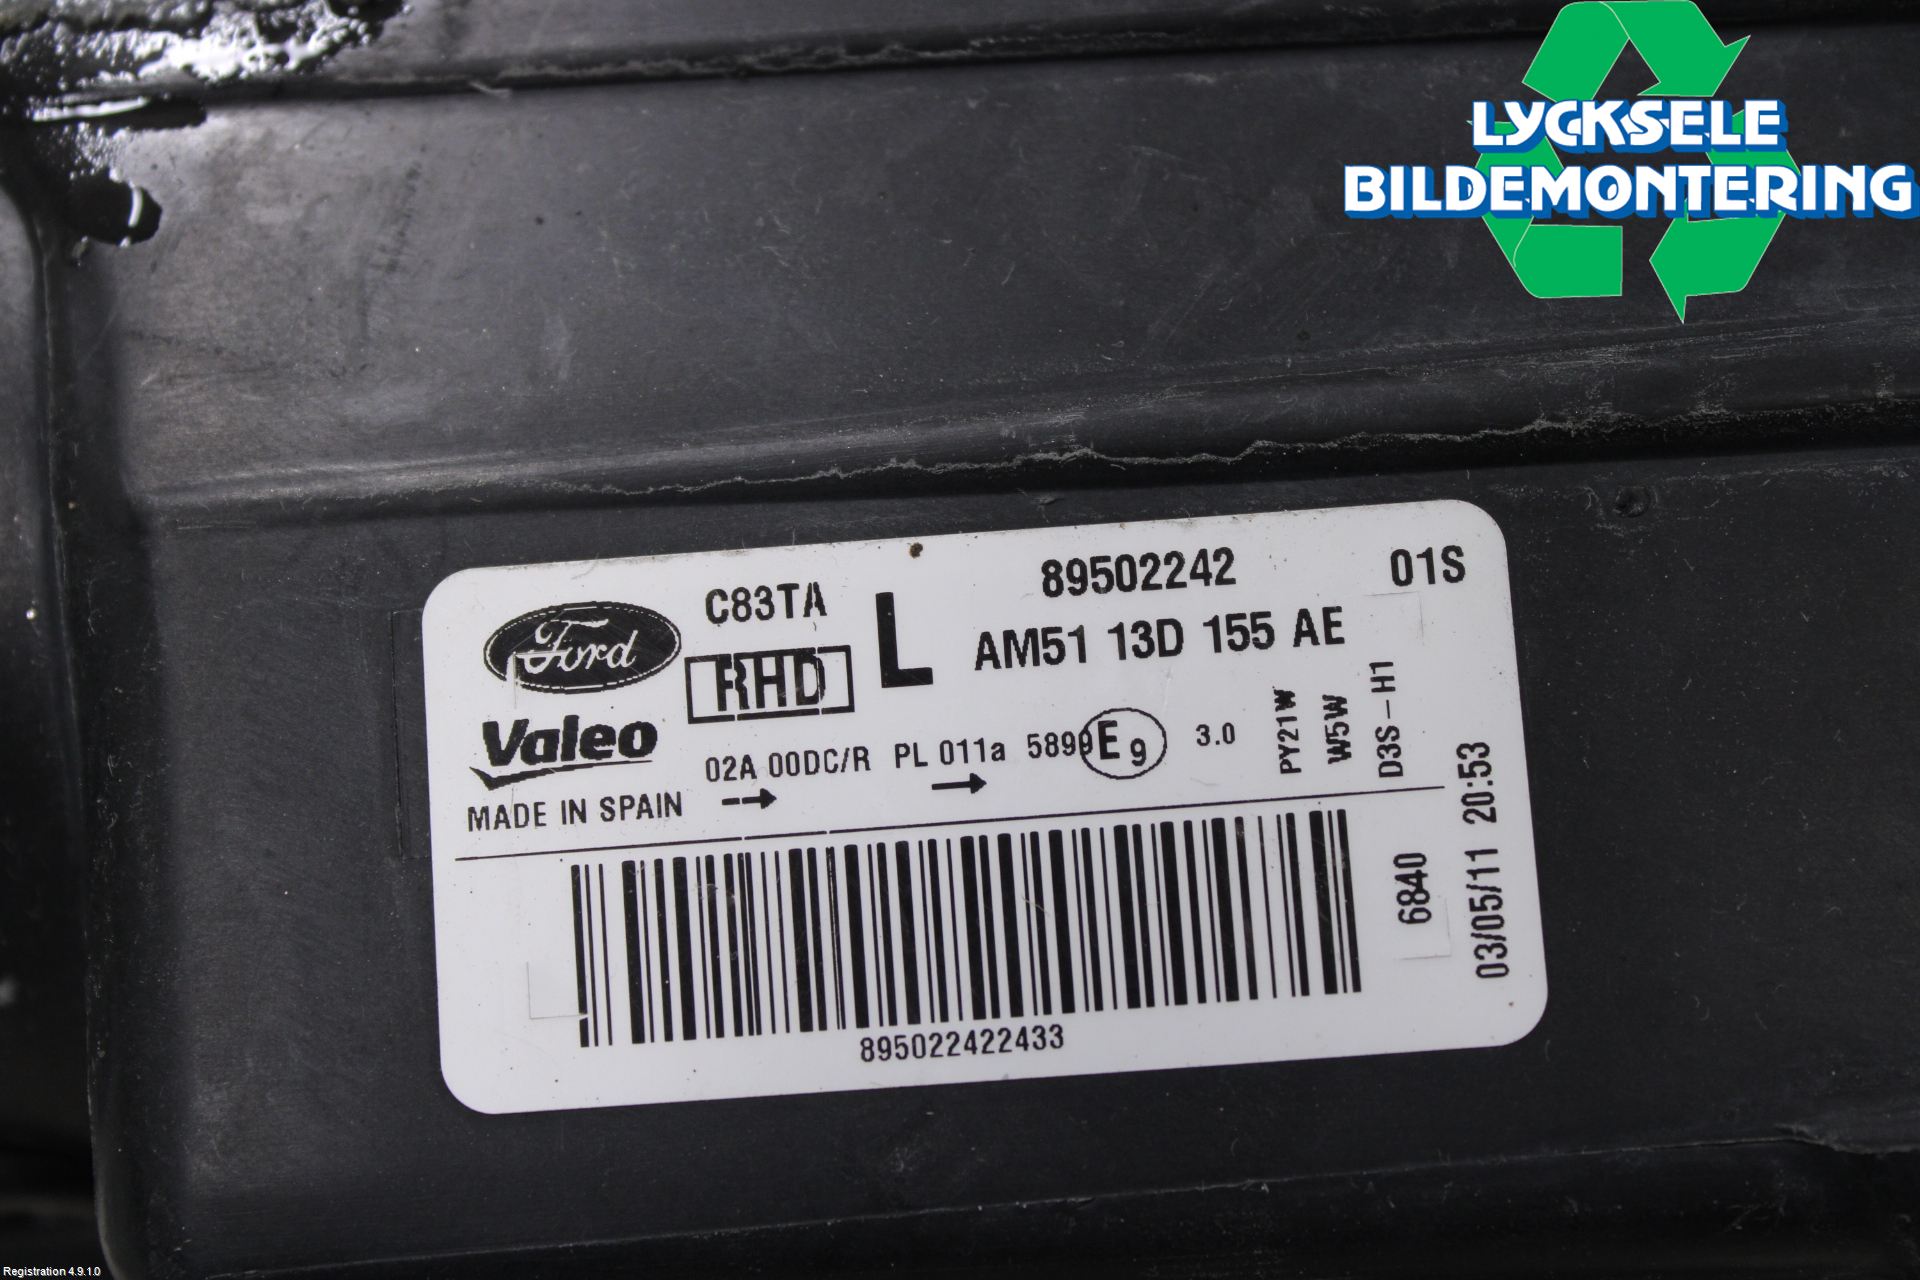 LYCKSELE
BILDEMONTERING
Ford
C83TA
L
89502242
01S
RHD
AM51 13D 155 AE
Valeo
02A 00DC/R PL 011a 5899 E9 3.0
PY21W
W5W
D3S-H1
MADE IN SPAIN
6840
03/05/11 20:53
895022422433
Registration 4.9.1.0